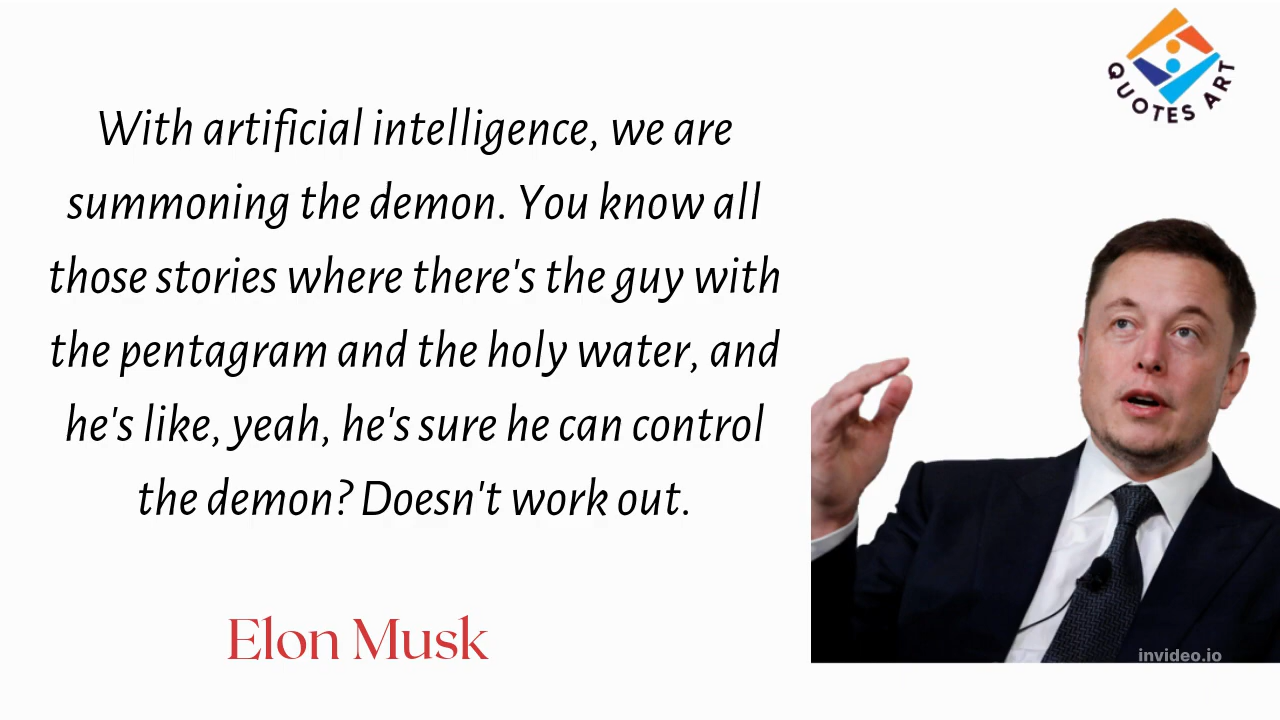 QUOTES ART
With artificial intelligence, we are
summoning the demon. You know all
those stories where there's the guy with
the pentagram and the holy water, and
he's like, yeah, he's sure he can control
the demon? Doesn't work out.
Elon Musk
invideo.io